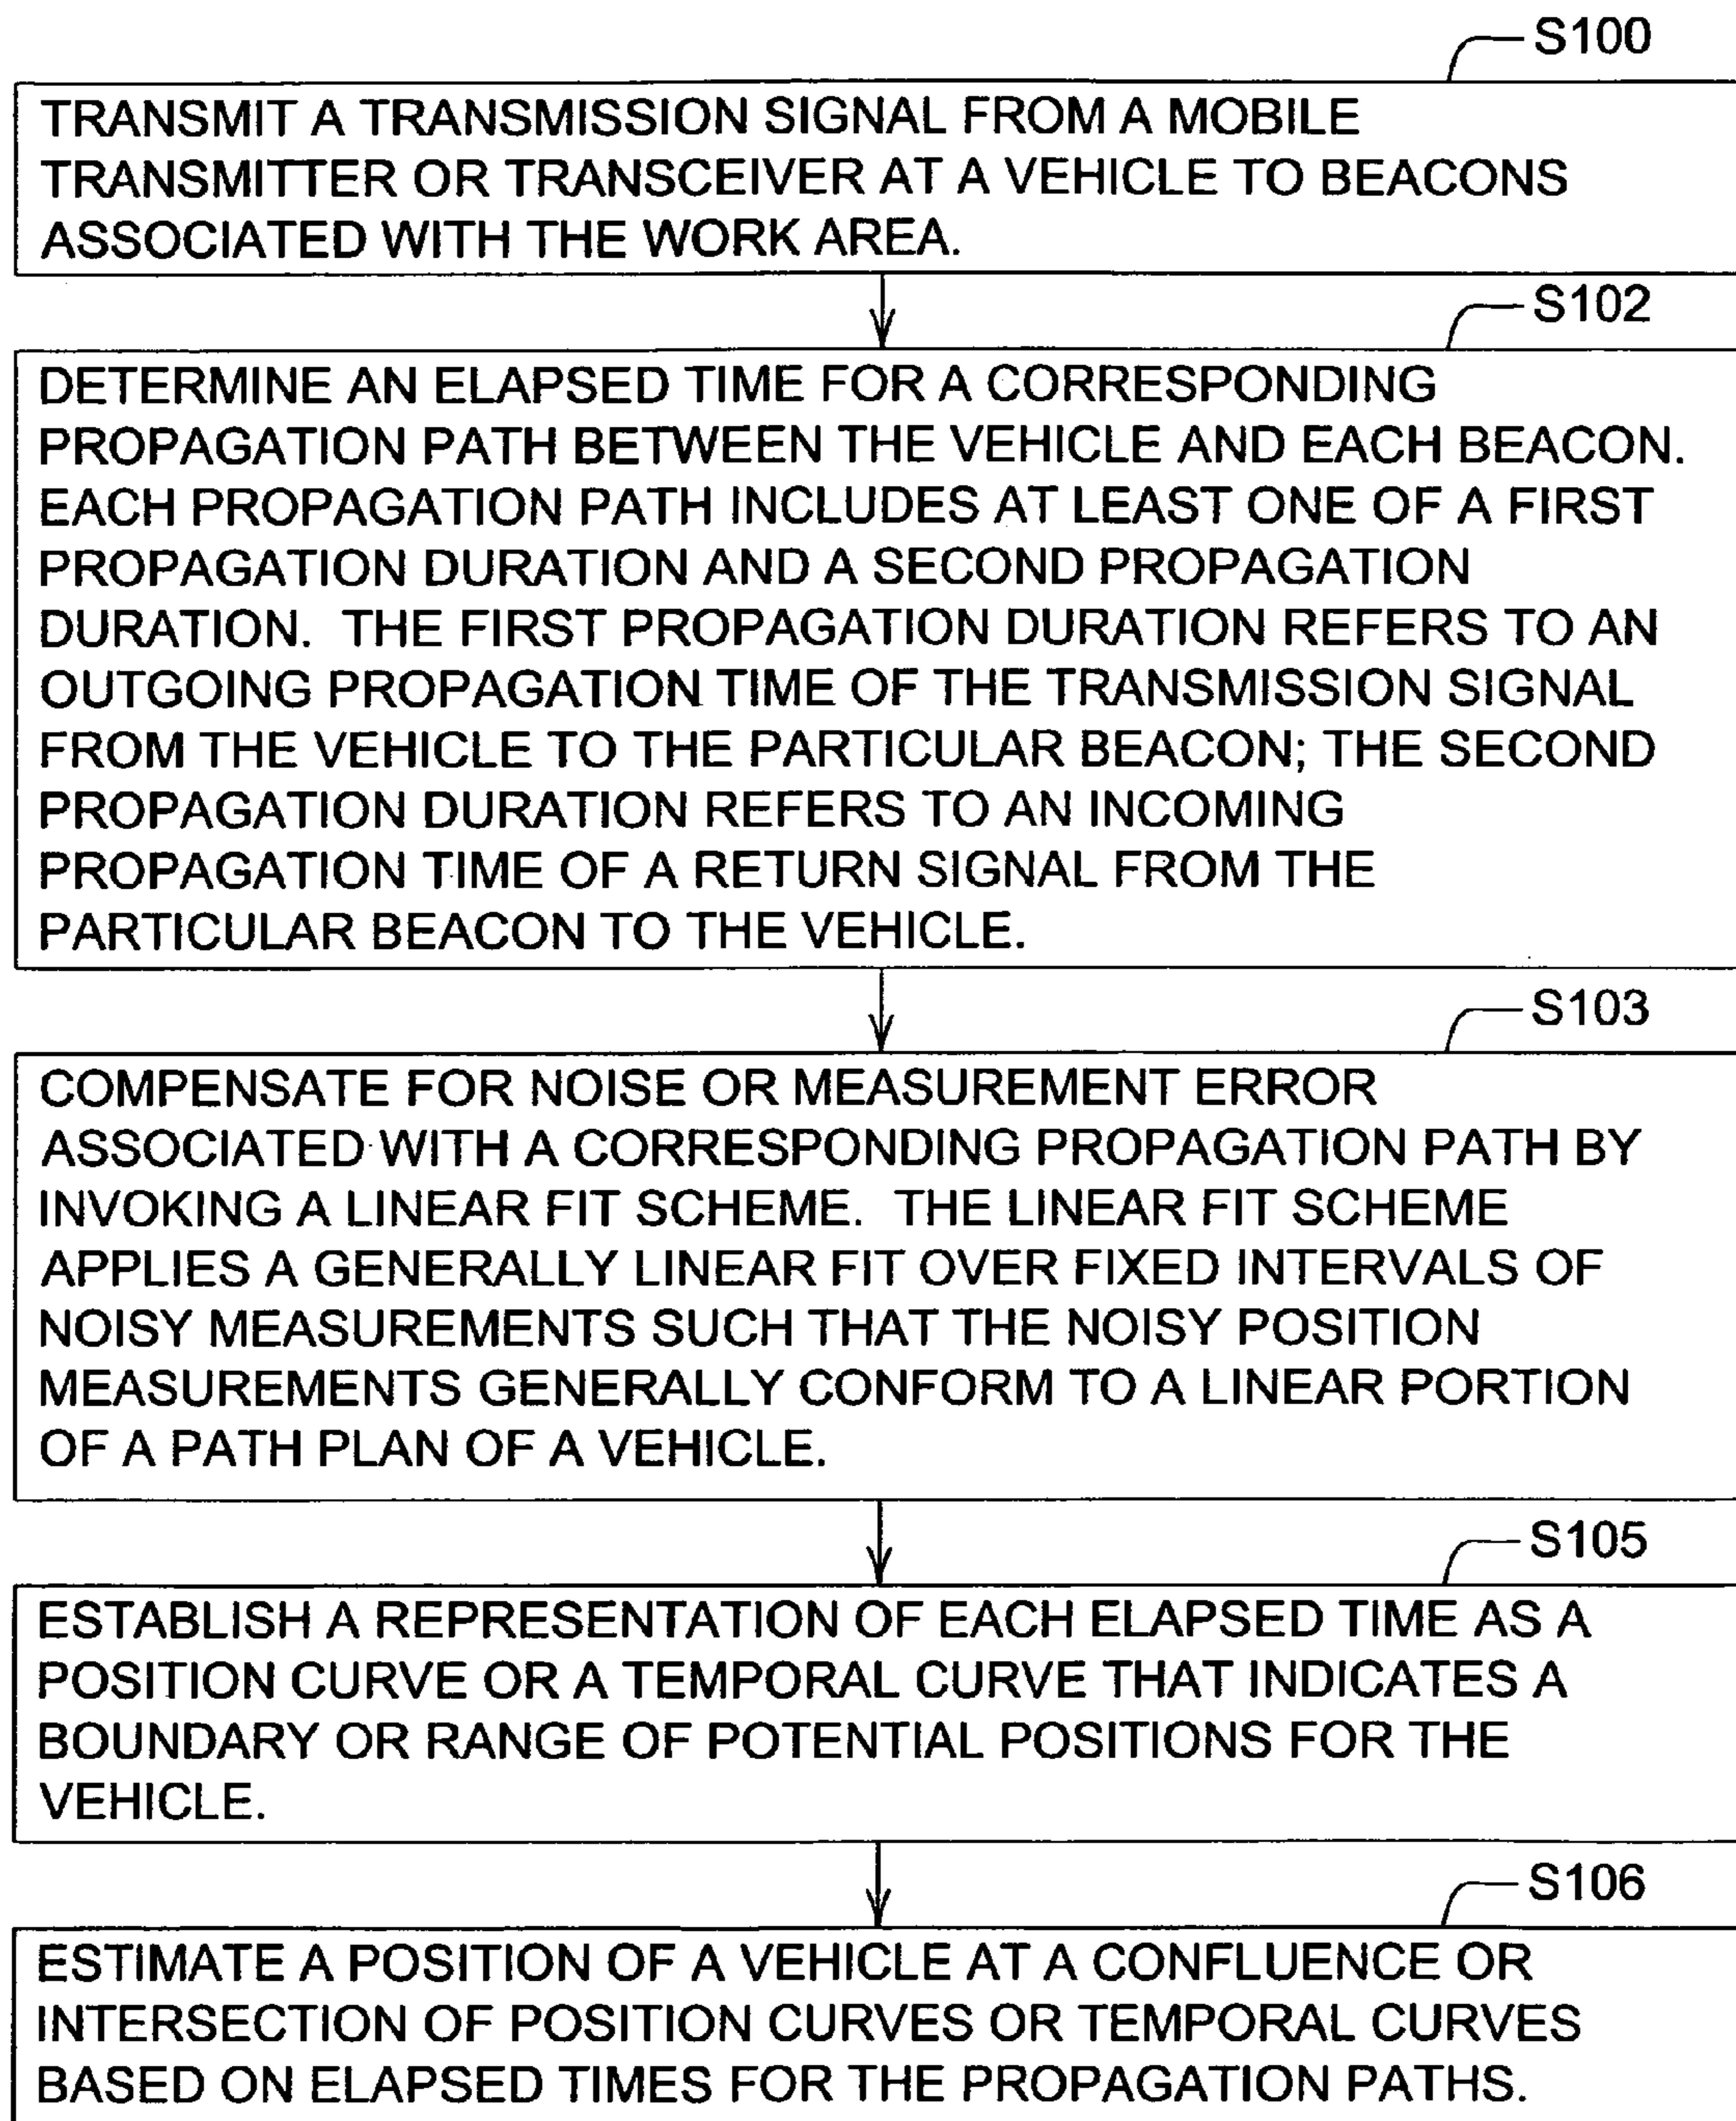 S100
TRANSMIT A TRANSMISSION SIGNAL FROM A MOBILE
TRANSMITTER OR TRANSCEIVER AT A VEHICLE TO BEACONS
ASSOCIATED WITH THE WORK AREA.
S102
DETERMINE AN ELAPSED TIME FOR A CORRESPONDING
PROPAGATION PATH BETWEEN THE VEHICLE AND EACH BEACON.
EACH PROPAGATION PATH INCLUDES AT LEAST ONE OF A FIRST
PROPAGATION DURATION AND A SECOND PROPAGATION
DURATION. THE FIRST PROPAGATION DURATION REFERS TO AN
OUTGOING PROPAGATION TIME OF THE TRANSMISSION SIGNAL
FROM THE VEHICLE TO THE PARTICULAR BEACON; THE SECOND
PROPAGATION DURATION REFERS TO AN INCOMING
PROPAGATION TIME OF A RETURN SIGNAL FROM THE
PARTICULAR BEACON TO THE VEHICLE.
S103
COMPENSATE FOR NOISE OR MEASUREMENT ERROR
ASSOCIATED WITH A CORRESPONDING PROPAGATION PATH BY
INVOKING A LINEAR FIT SCHEME. THE LINEAR FIT SCHEME
APPLIES A GENERALLY LINEAR FIT OVER FIXED INTERVALS OF
NOISY MEASUREMENTS SUCH THAT THE NOISY POSITION
MEASUREMENTS GENERALLY CONFORM TO A LINEAR PORTION
OF A PATH PLAN OF A VEHICLE.
S105
ESTABLISH A REPRESENTATION OF EACH ELAPSED TIME AS A
POSITION CURVE OR A TEMPORAL CURVE THAT INDICATES A
BOUNDARY OR RANGE OF POTENTIAL POSITIONS FOR THE
VEHICLE.
S106
ESTIMATE A POSITION OF A VEHICLE AT A CONFLUENCE OR
INTERSECTION OF POSITION CURVES OR TEMPORAL CURVES
BASED ON ELAPSED TIMES FOR THE PROPAGATION PATHS.